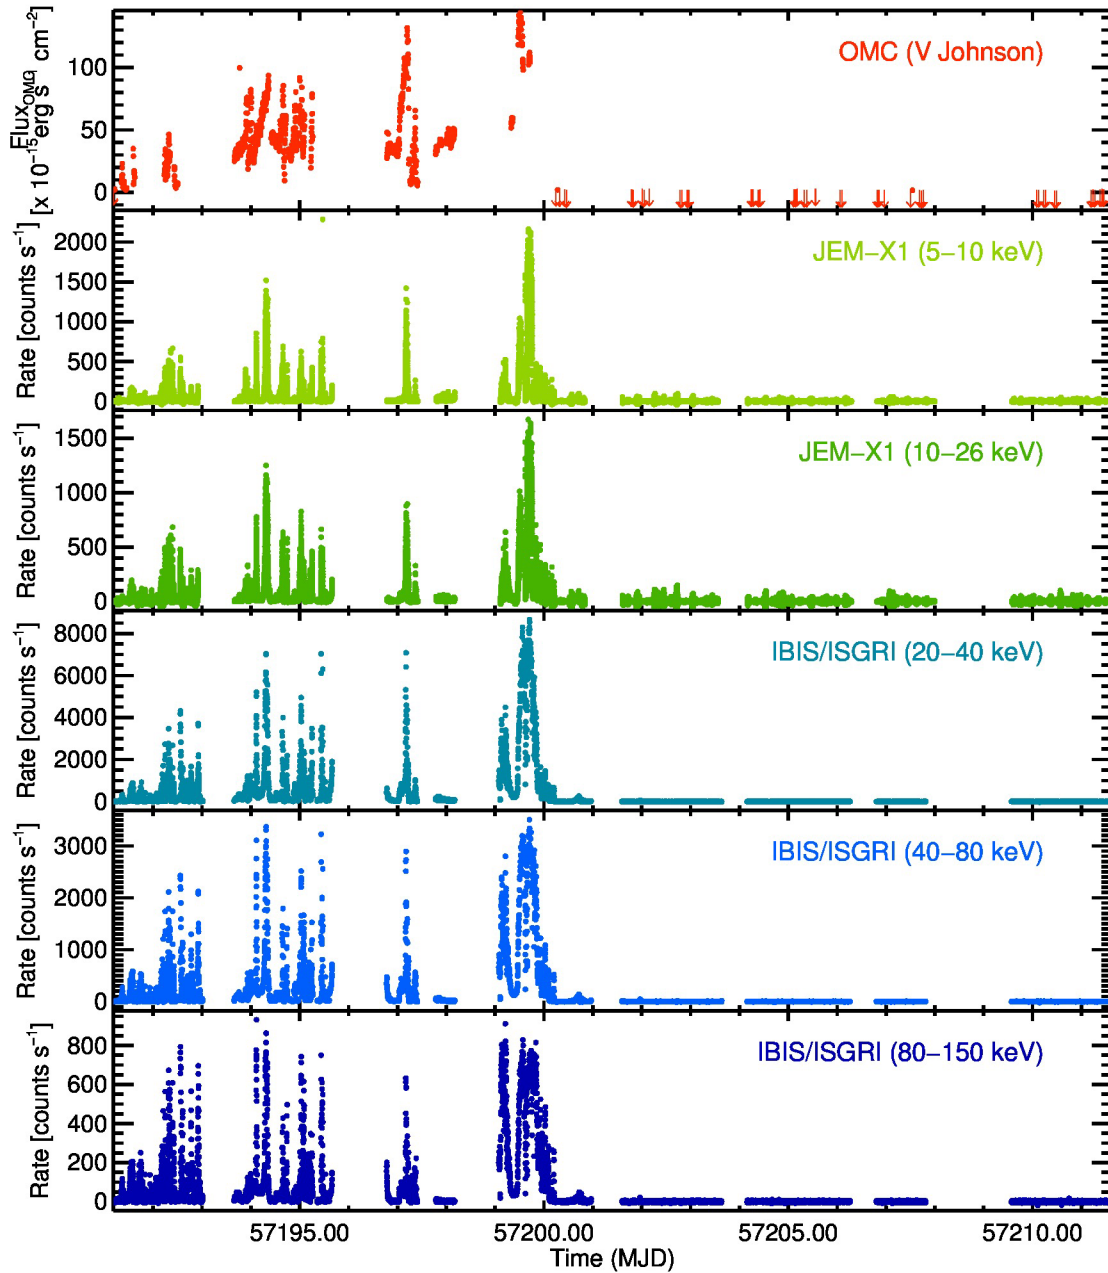 Flux_OMC
[x 10⁻¹⁵ erg s⁻¹ cm⁻²]
100
50
0
OMC (V Johnson)
Rate [counts s⁻¹]
2000
1500
1000
500
0
JEM−X1 (5−10 keV)
Rate [counts s⁻¹]
1500
1000
500
0
JEM−X1 (10−26 keV)
Rate [counts s⁻¹]
8000
6000
4000
2000
0
IBIS/ISGRI (20−40 keV)
Rate [counts s⁻¹]
3000
2000
1000
0
IBIS/ISGRI (40−80 keV)
Rate [counts s⁻¹]
800
600
400
200
0
IBIS/ISGRI (80−150 keV)
57195.00 57200.00 57205.00 57210.00
Time (MJD)